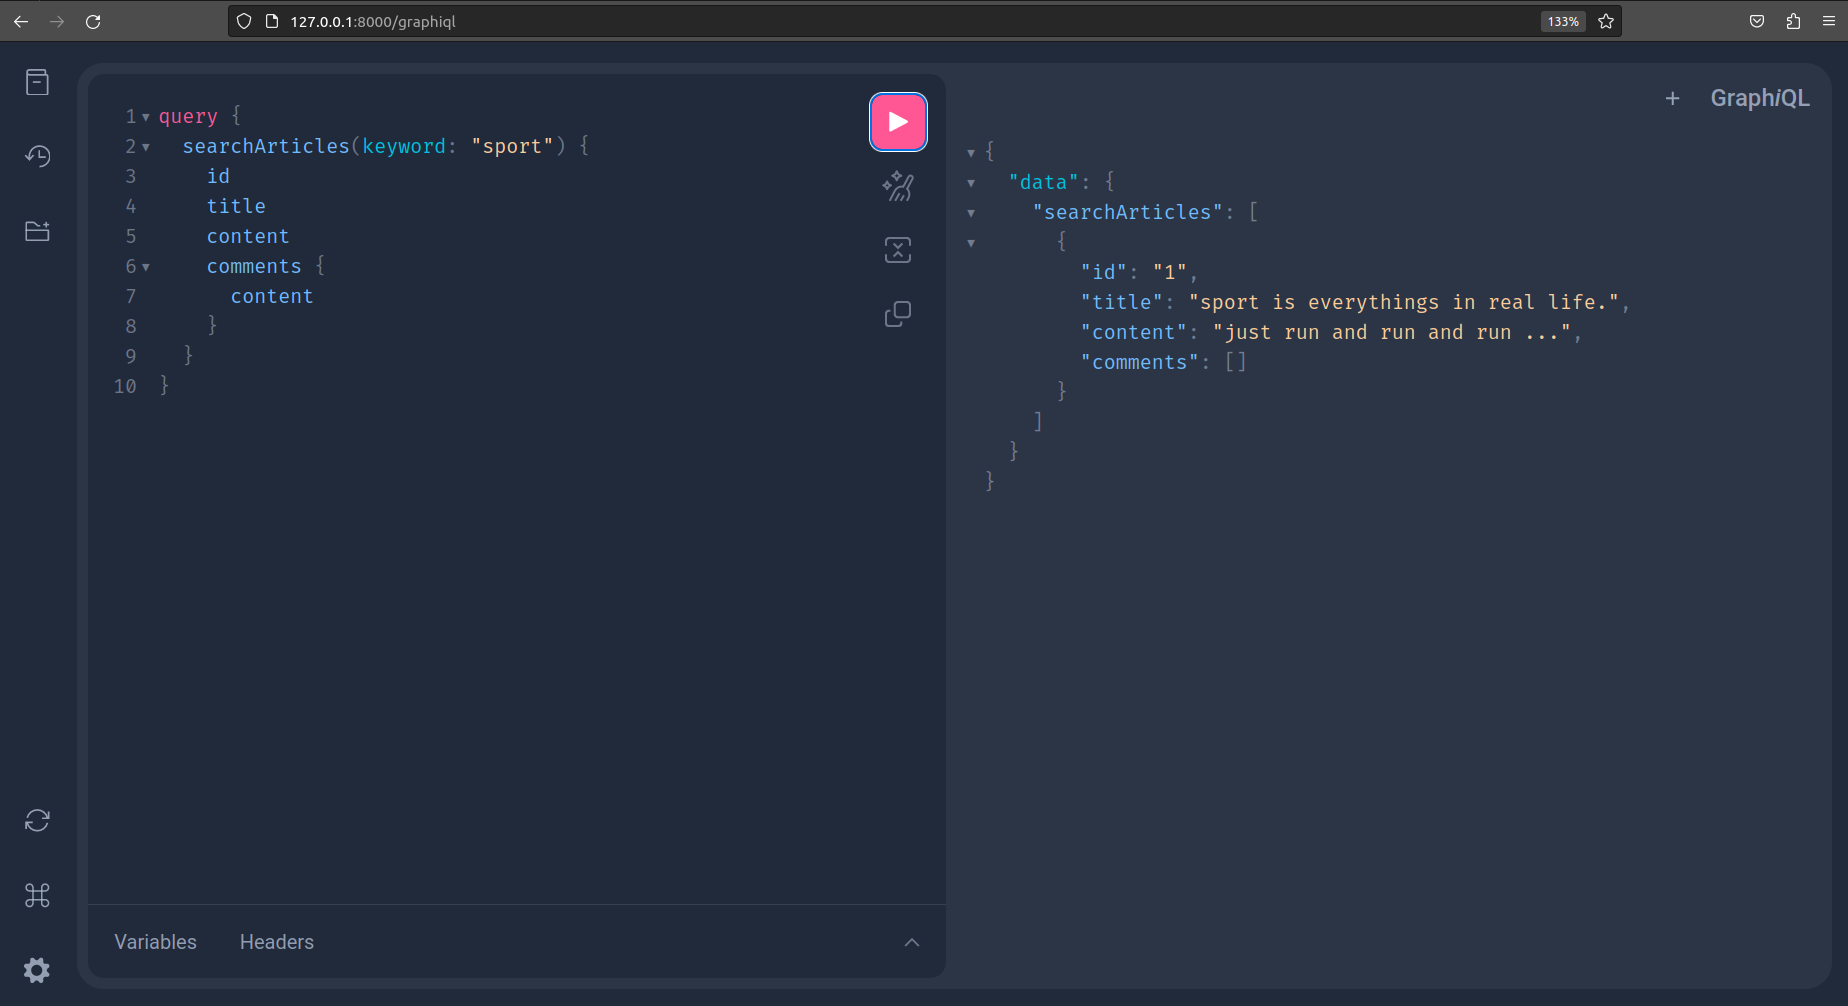 127.0.0.1:8000/graphiql
133%
1 query {
2   searchArticles(keyword: "sport") {
3     id
4     title
5     content
6     comments {
7       content
8     }
9   }
10 }
Variables Headers
+ GraphiQL
{
  "data": {
    "searchArticles": [
      {
        "id": "1",
        "title": "sport is everythings in real life.",
        "content": "just run and run and run ...",
        "comments": []
      }
    ]
  }
}